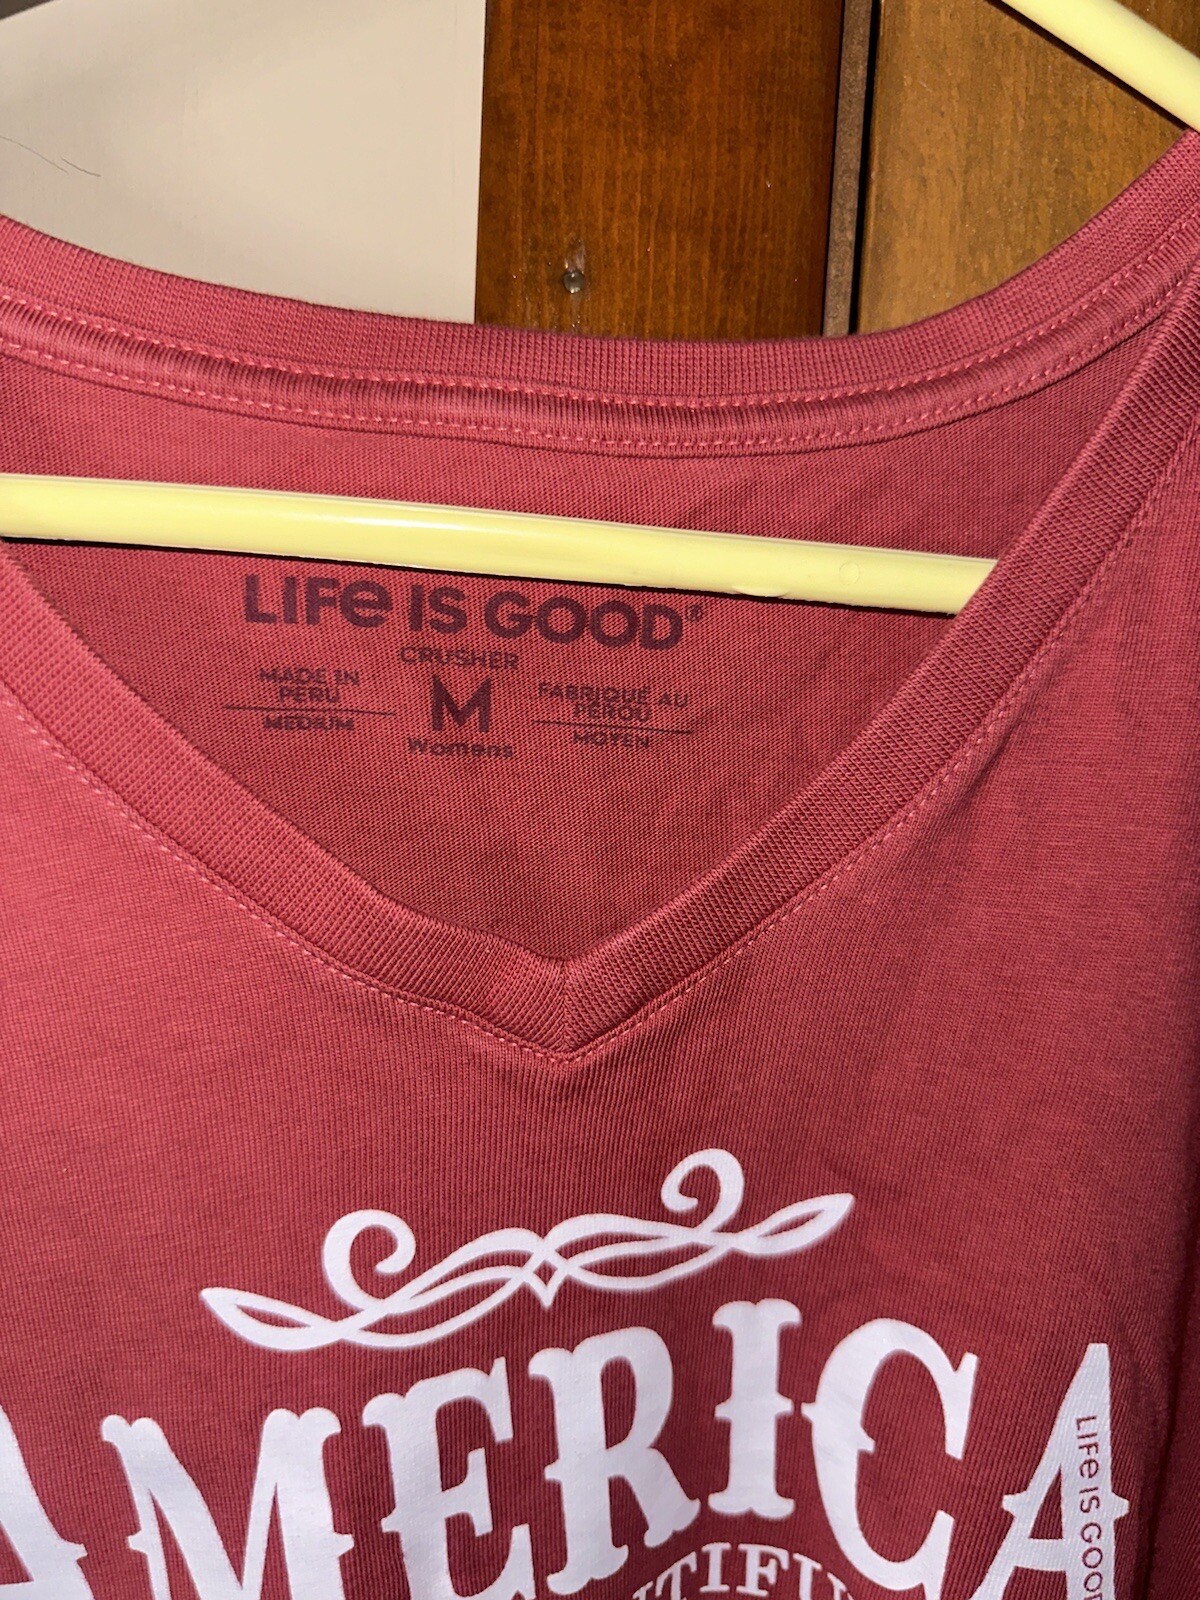 LIFe IS GOOD®
CRUSHER
MADE IN
PERU
MEDIUM
M
Womens
FABRIQUÉ AU
PÉROU
MOYEN
AMERICA
LIFe IS GOOD